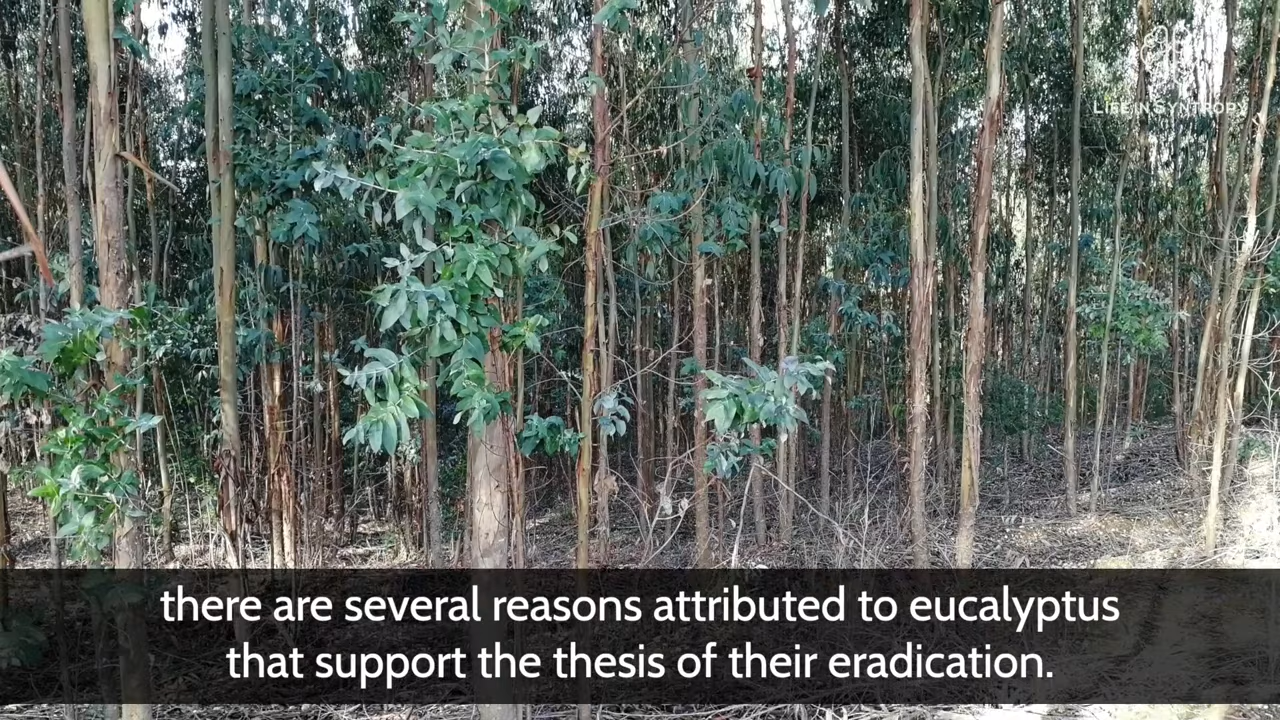 LIFE IN SYNTROPY
there are several reasons attributed to eucalyptus
that support the thesis of their eradication.